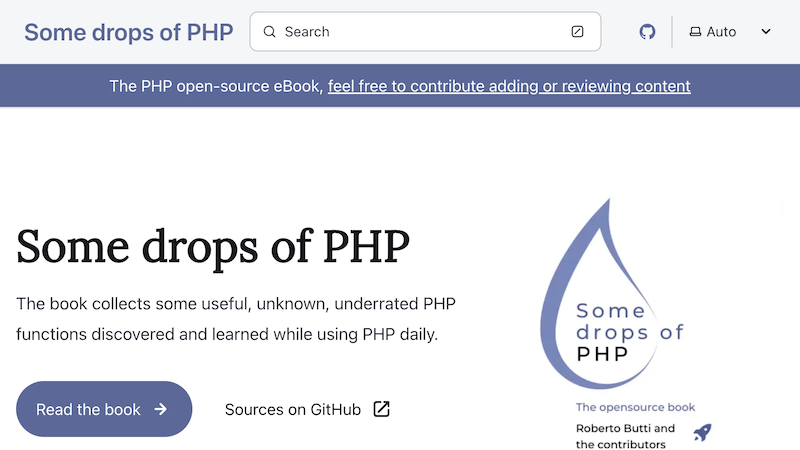 Some drops of PHP
Search
Auto
The PHP open-source eBook, feel free to contribute adding or reviewing content
Some drops of PHP
The book collects some useful, unknown, underrated PHP
functions discovered and learned while using PHP daily.
Read the book
Sources on GitHub
Some
drops of
PHP
The opensource book
Roberto Butti and
the contributors